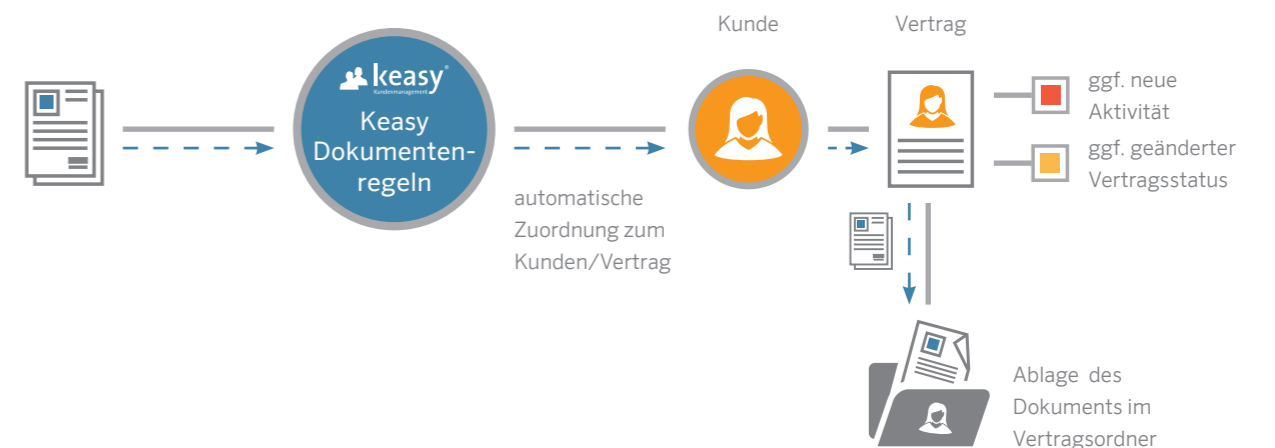 Kunde
Vertrag
keasy®
Kundenmanagement
Keasy
Dokumenten-
regeln
automatische
Zuordnung zum
Kunden/Vertrag
ggf. neue
Aktivität
ggf. geänderter
Vertragsstatus
Ablage des
Dokuments im
Vertragsordner